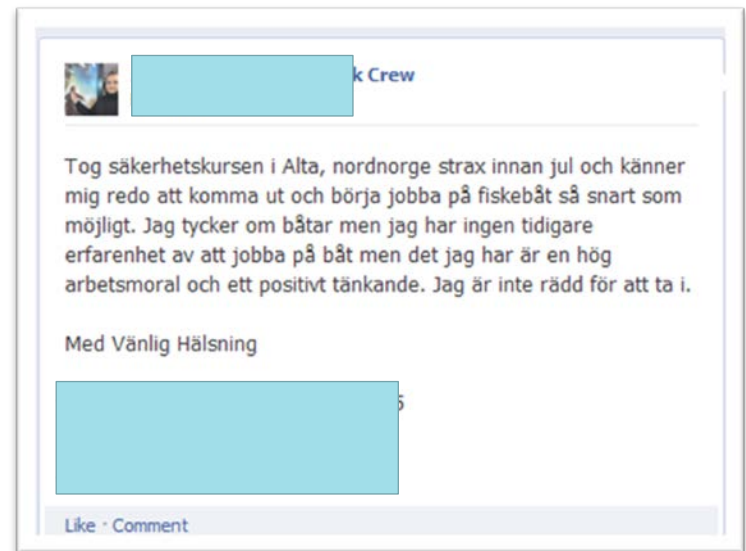 k Crew
Tog säkerhetskursen i Alta, nordnorge strax innan jul och känner
mig redo att komma ut och börja jobba på fiskebåt så snart som
möjligt. Jag tycker om båtar men jag har ingen tidigare
erfarenhet av att jobba på båt men det jag har är en hög
arbetsmoral och ett positivt tänkande. Jag är inte rädd för att ta i.
Med Vänlig Hälsning
Like · Comment